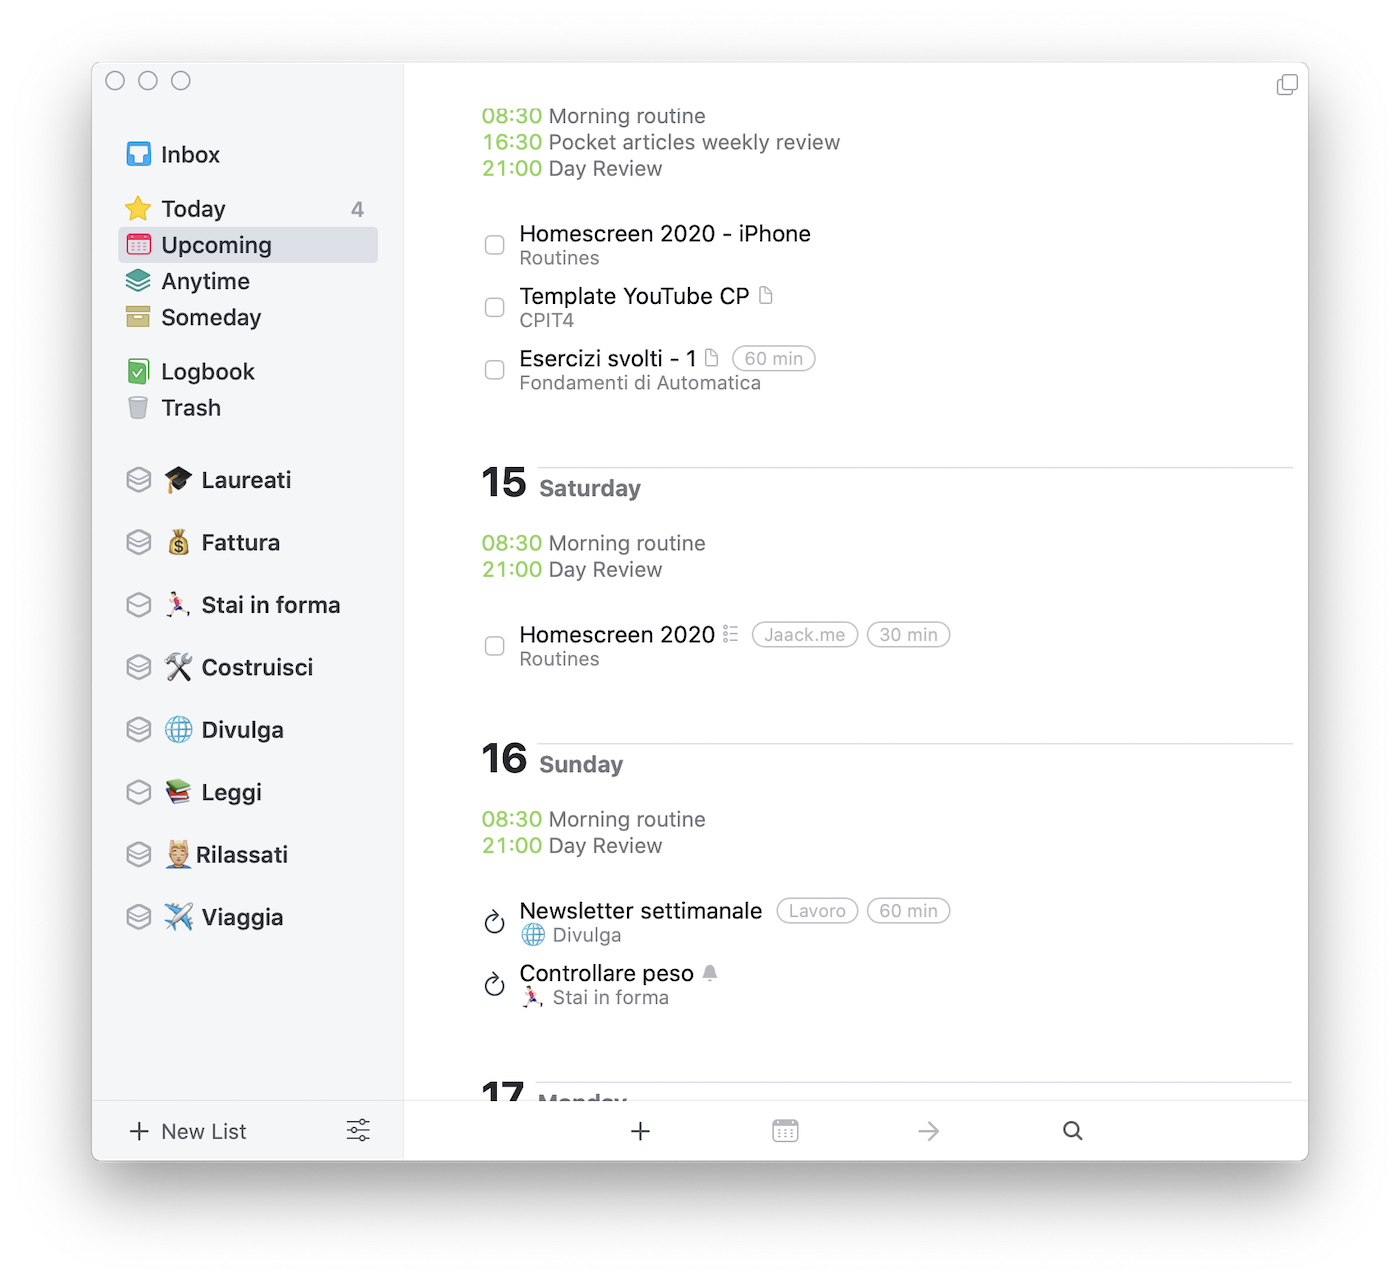 Inbox
Today 4
Upcoming
Anytime
Someday
Logbook
Trash
Laureati
Fattura
Stai in forma
Costruisci
Divulga
Leggi
Rilassati
Viaggia
New List
08:30 Morning routine
16:30 Pocket articles weekly review
21:00 Day Review
Homescreen 2020 - iPhone
Routines
Template YouTube CP
CPIT4
Esercizi svolti - 1 60 min
Fondamenti di Automatica
15 Saturday
08:30 Morning routine
21:00 Day Review
Homescreen 2020 Jaack.me 30 min
Routines
16 Sunday
08:30 Morning routine
21:00 Day Review
Newsletter settimanale Lavoro 60 min
Divulga
Controllare peso
Stai in forma
17 Monday